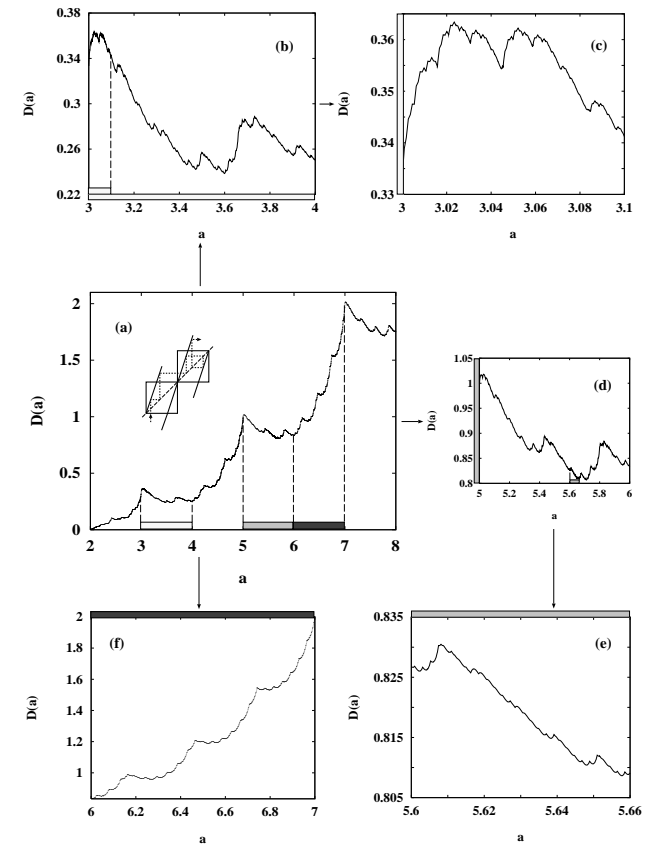 0.38
0.34
0.3
0.26
0.22
D(a)
(b)
3 3.2 3.4 3.6 3.8 4
a
0.36
0.35
0.34
0.33
D(a)
(c)
3 3.02 3.04 3.06 3.08 3.1
a
2
1.5
1
0.5
0
D(a)
(a)
2 3 4 5 6 7 8
a
1.05
1
0.95
0.9
0.85
0.8
D(a)
(d)
5 5.2 5.4 5.6 5.8 6
a
2
1.8
1.6
1.4
1.2
1
D(a)
(f)
6 6.2 6.4 6.6 6.8 7
a
0.835
0.825
0.815
0.805
D(a)
(e)
5.6 5.62 5.64 5.66
a